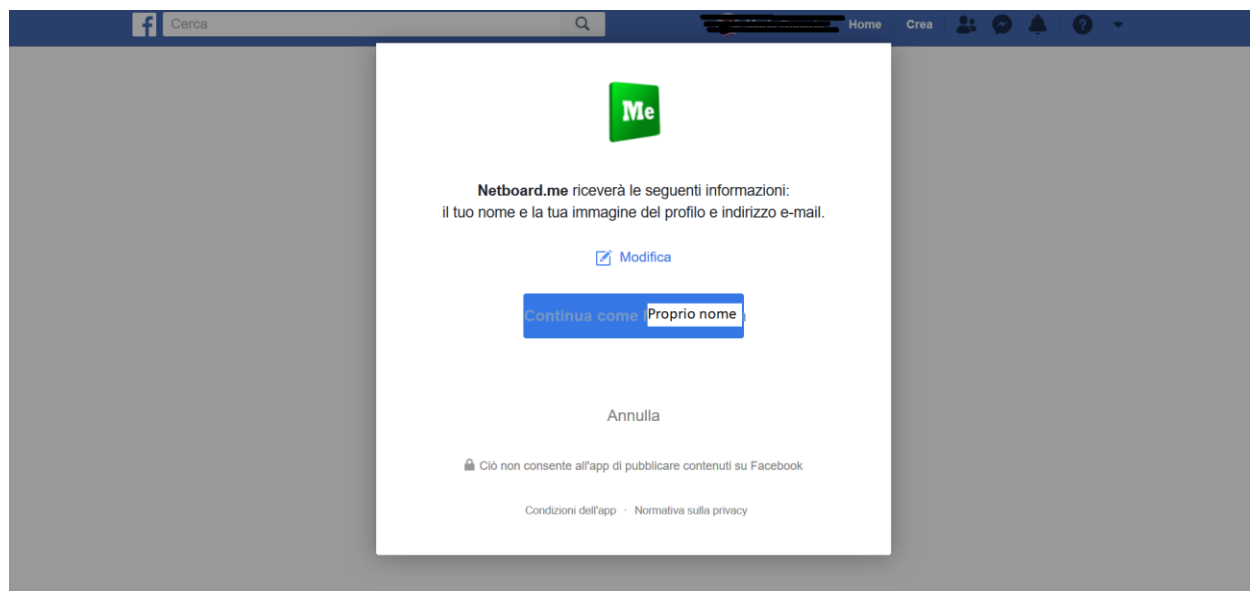 Cerca
Home Crea
Me
Netboard.me riceverà le seguenti informazioni:
il tuo nome e la tua immagine del profilo e indirizzo e-mail.
Modifica
Continua come Proprio nome
Annulla
Ciò non consente all'app di pubblicare contenuti su Facebook
Condizioni dell'app · Normativa sulla privacy